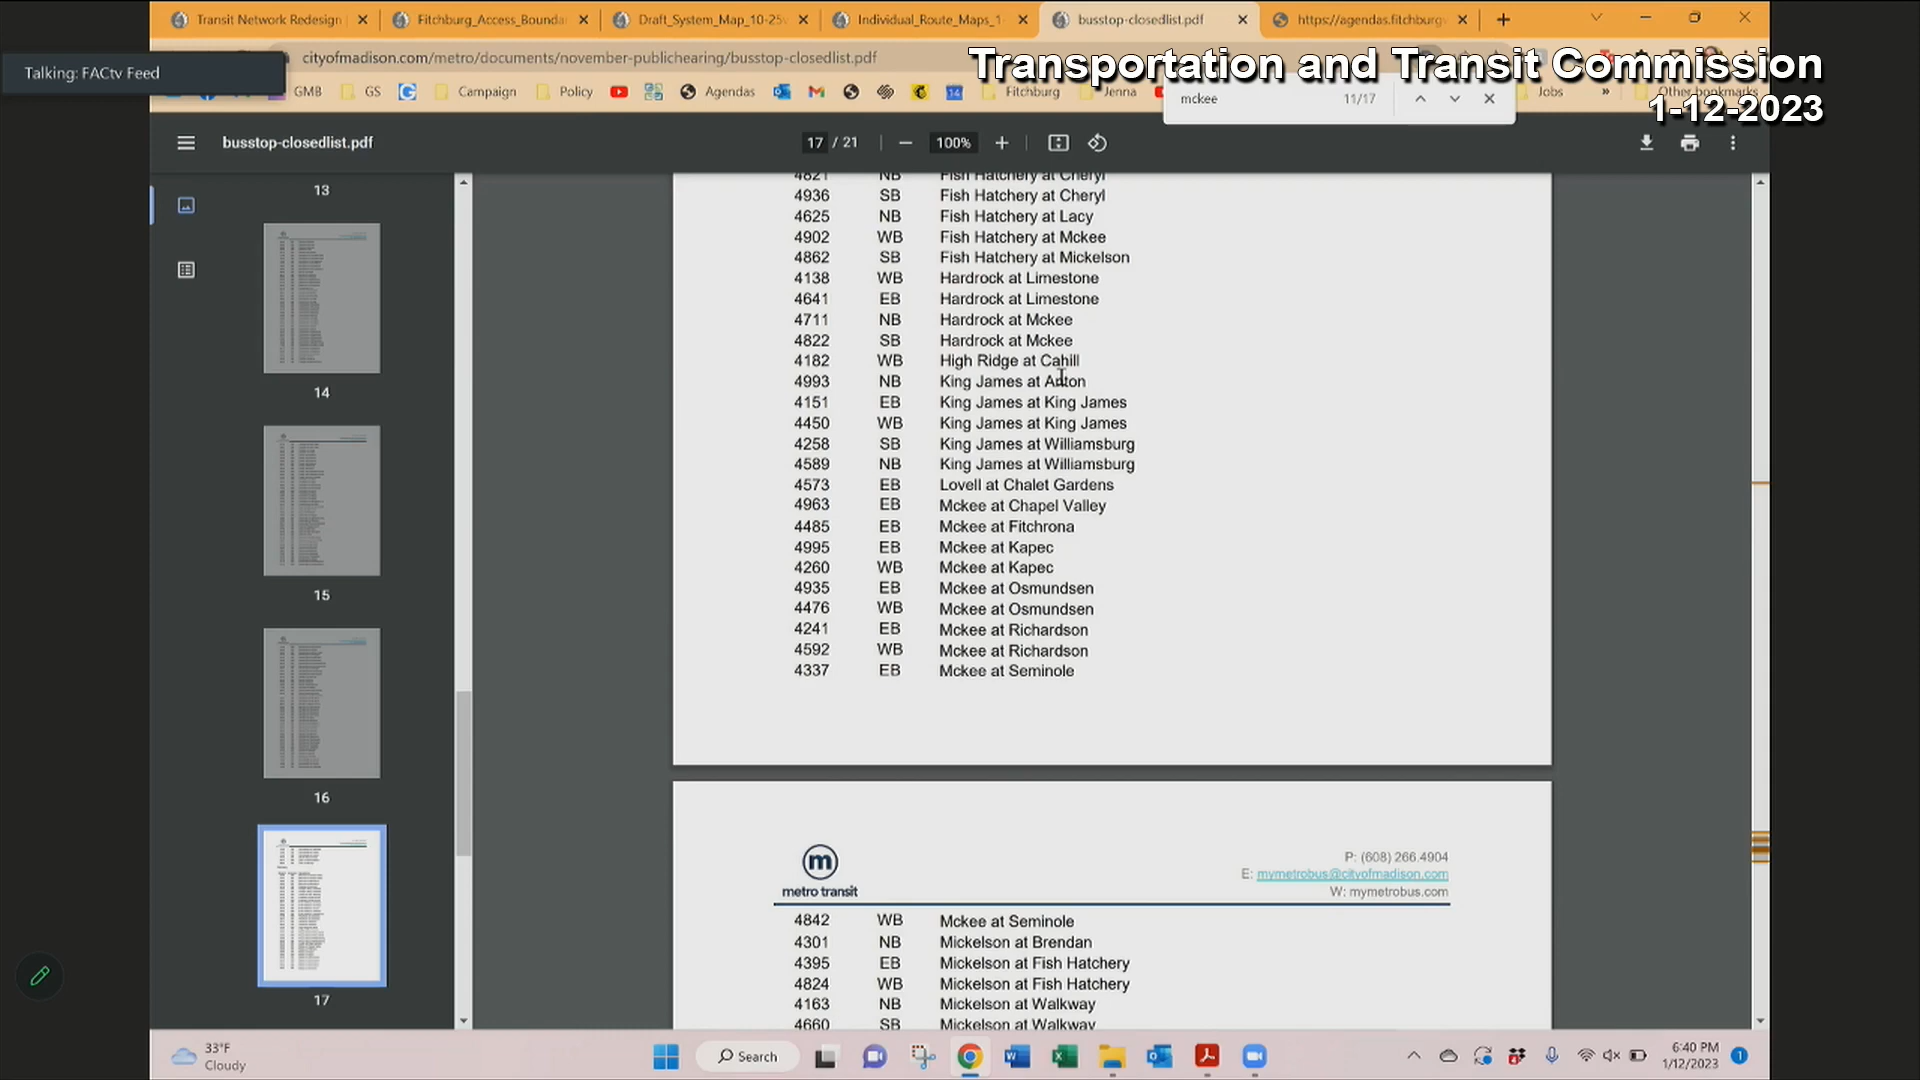 Transit Network Redesign
Fitchburg_Access_Bounda
Draft_System_Map_10-25
Individual_Route_Maps_1
busstop-closedlist.pdf
https://agendas.fitchburg
Talking: FACtv Feed
cityofmadison.com/metro/documents/november-publichearing/busstop-closedlist.pdf
Transportation and Transit Commission
1-12-2023
GMB
GS
Campaign
Policy
Agendas
Fitchburg
Jenna
Jobs
Other bookmarks
mckee
11/17
busstop-closedlist.pdf
17 / 21
100%
13
14
15
16
17
4821 NB Fish Hatchery at Cheryl
4936 SB Fish Hatchery at Cheryl
4625 NB Fish Hatchery at Lacy
4902 WB Fish Hatchery at Mckee
4862 SB Fish Hatchery at Mickelson
4138 WB Hardrock at Limestone
4641 EB Hardrock at Limestone
4711 NB Hardrock at Mckee
4822 SB Hardrock at Mckee
4182 WB High Ridge at Cahill
4993 NB King James at Anton
4151 EB King James at King James
4450 WB King James at King James
4258 SB King James at Williamsburg
4589 NB King James at Williamsburg
4573 EB Lovell at Chalet Gardens
4963 EB Mckee at Chapel Valley
4485 EB Mckee at Fitchrona
4995 EB Mckee at Kapec
4260 WB Mckee at Kapec
4935 EB Mckee at Osmundsen
4476 WB Mckee at Osmundsen
4241 EB Mckee at Richardson
4592 WB Mckee at Richardson
4337 EB Mckee at Seminole
m
metro transit
P: (608) 266.4904
E: mymetrobus@cityofmadison.com
W: mymetrobus.com
4842 WB Mckee at Seminole
4301 NB Mickelson at Brendan
4395 EB Mickelson at Fish Hatchery
4824 WB Mickelson at Fish Hatchery
4163 NB Mickelson at Walkway
4660 SB Mickelson at Walkway
33°F
Cloudy
Search
6:40 PM
1/12/2023